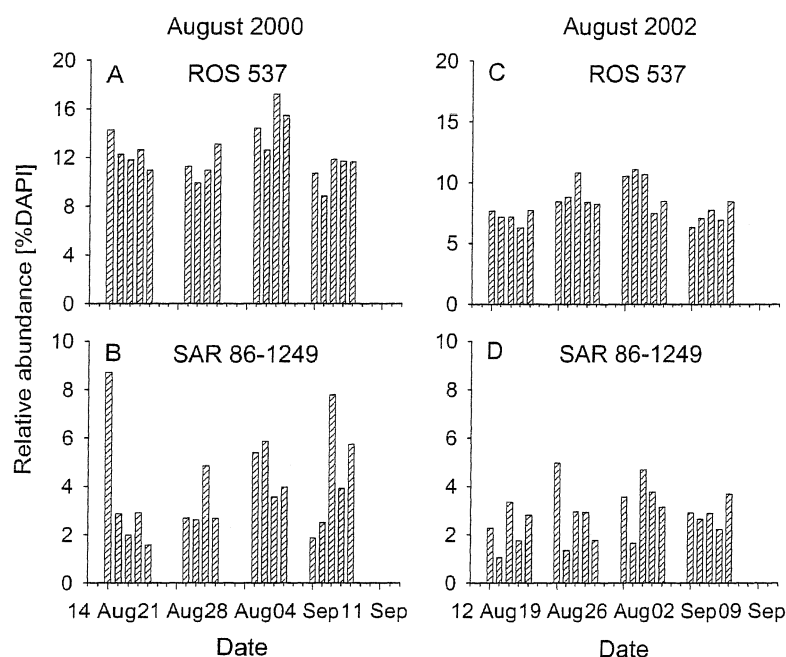 August 2000
August 2002
20
A
ROS 537
16
12
8
4
0
20
C
ROS 537
15
10
5
0
Relative abundance [%DAPI]
10
B
SAR 86-1249
8
6
4
2
0
10
D
SAR 86-1249
8
6
4
2
0
14 Aug21 Aug28 Aug04 Sep11 Sep
12 Aug19 Aug26 Aug02 Sep09 Sep
Date
Date